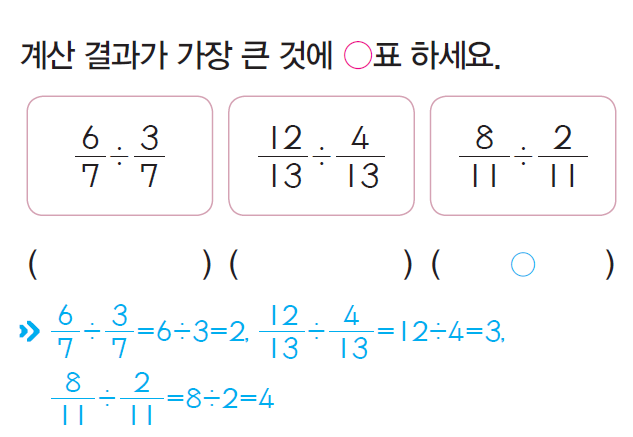 계산 결과가 가장 큰 것에 ○표 하세요.
6/7 ÷ 3/7   12/13 ÷ 4/13   8/11 ÷ 2/11
(   ) (   ) ( ○ )
» 6/7 ÷ 3/7 =6÷3=2, 12/13 ÷ 4/13 =12÷4=3,
8/11 ÷ 2/11 =8÷2=4